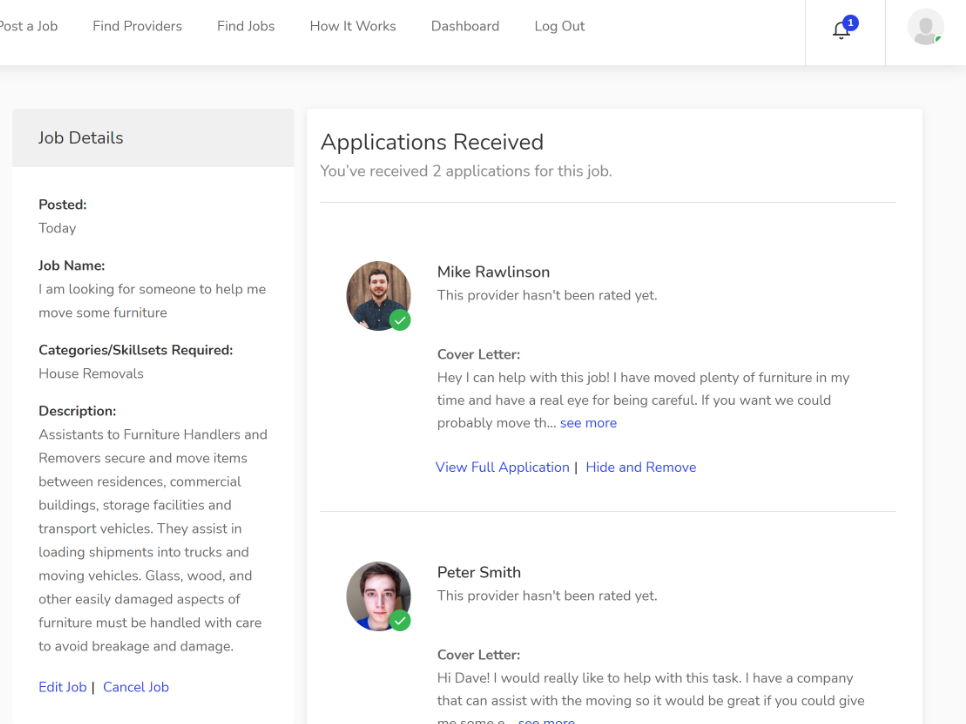 Post a Job Find Providers Find Jobs How It Works Dashboard Log Out 1
Job Details
Posted:
Today
Job Name:
I am looking for someone to help me
move some furniture
Categories/Skillsets Required:
House Removals
Description:
Assistants to Furniture Handlers and
Removers secure and move items
between residences, commercial
buildings, storage facilities and
transport vehicles. They assist in
loading shipments into trucks and
moving vehicles. Glass, wood, and
other easily damaged aspects of
furniture must be handled with care
to avoid breakage and damage.
Edit Job | Cancel Job
Applications Received
You've received 2 applications for this job.
Mike Rawlinson
This provider hasn't been rated yet.
Cover Letter:
Hey I can help with this job! I have moved plenty of furniture in my
time and have a real eye for being careful. If you want we could
probably move th... see more
View Full Application | Hide and Remove
Peter Smith
This provider hasn't been rated yet.
Cover Letter:
Hi Dave! I would really like to help with this task. I have a company
that can assist with the moving so it would be great if you could give
me some e... see more